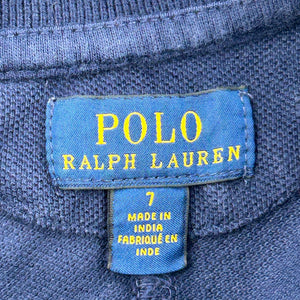 POLO
RALPH LAUREN
7
MADE IN
INDIA
FABRIQUÉ EN
INDE